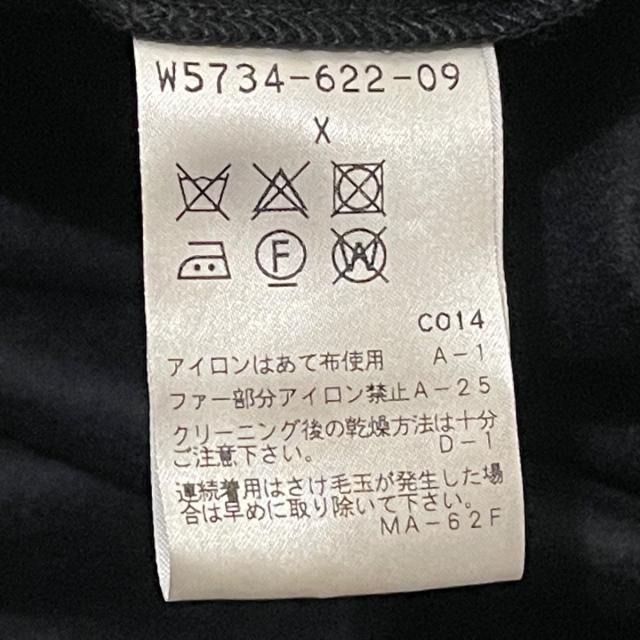 W5734-622-09
X
F W
C014
アイロンはあて布使用 A-1
ファー部分アイロン禁止A-25
クリーニング後の乾燥方法は十分
ご注意下さい。 D-1
連続着用はさけ毛玉が発生した場
合は早めに取り除いて下さい。
MA-62F